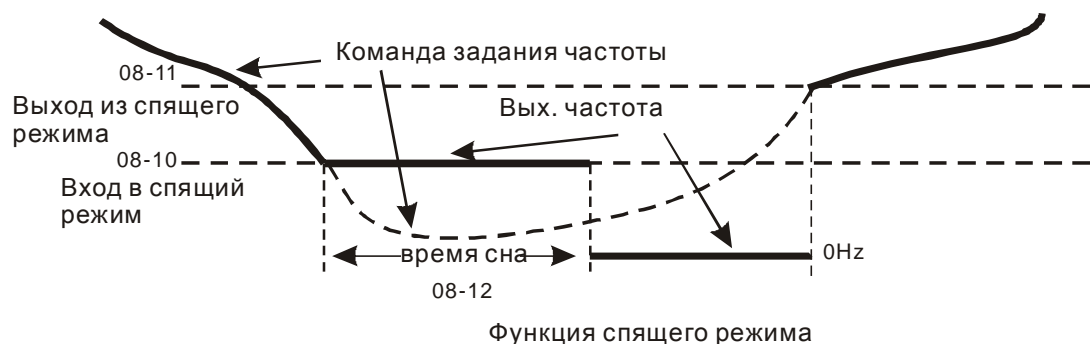 Команда задания частоты
08-11
Выход из спящего
режима
Вых. частота
08-10
Вход в спящий
режим
время сна
0Hz
08-12
Функция спящего режима